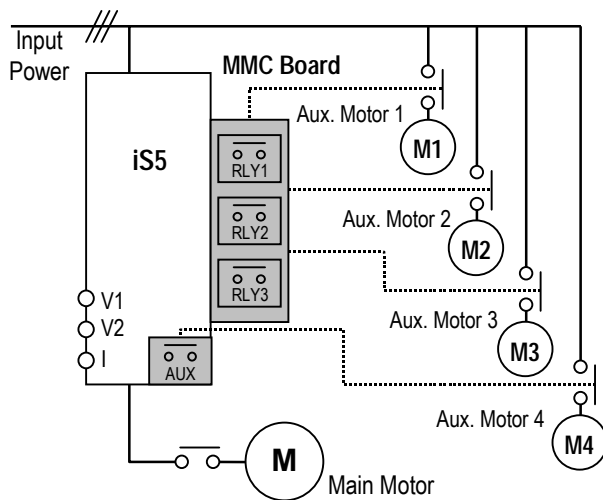 Input
Power
MMC Board
Aux. Motor 1
M1
iS5
RLY1
Aux. Motor 2
M2
RLY2
RLY3
Aux. Motor 3
M3
V1
V2
I
AUX
Aux. Motor 4
M4
M
Main Motor